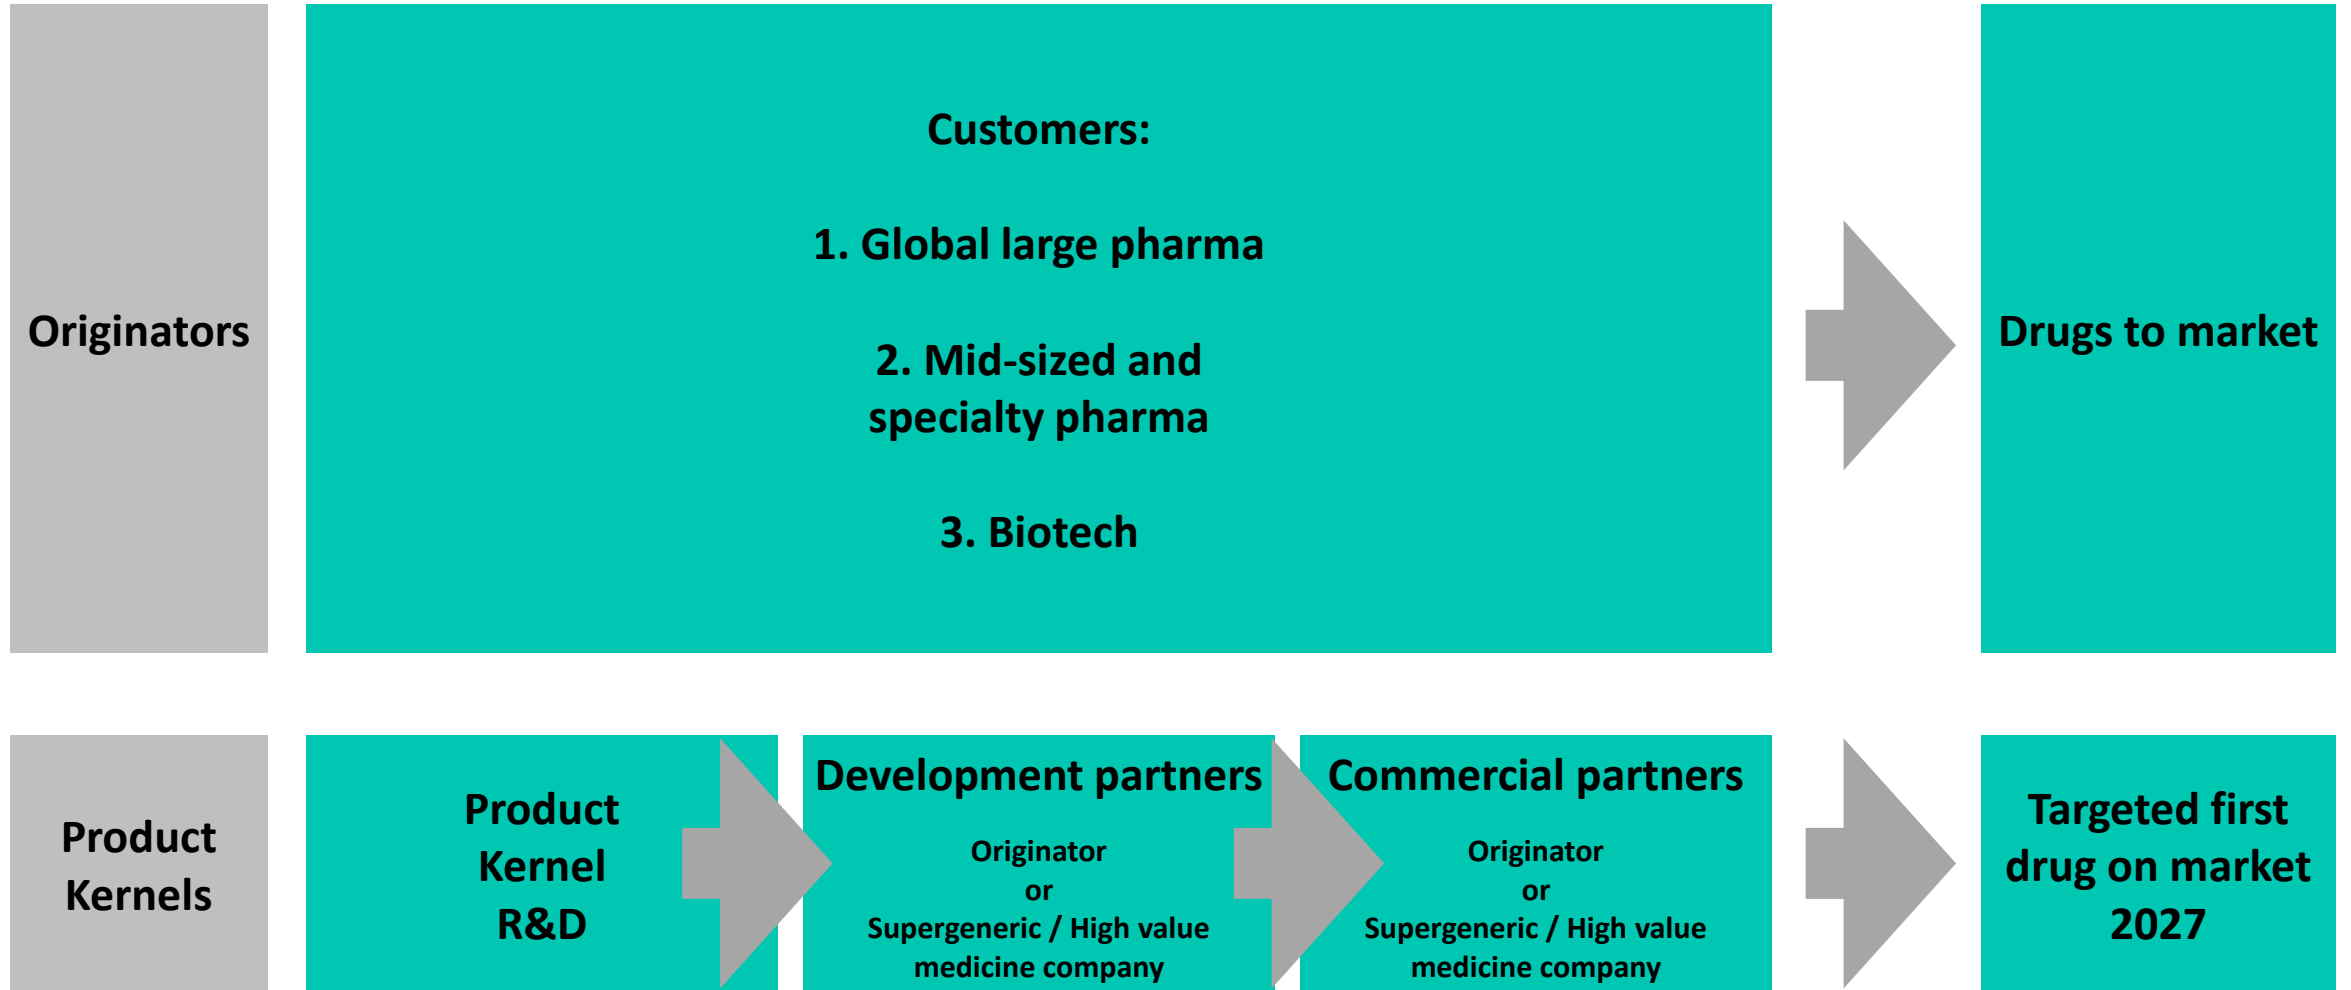 Originators
Customers:
1. Global large pharma
2. Mid-sized and
specialty pharma
3. Biotech
Drugs to market
Product
Kernels
Product
Kernel
R&D
Development partners
Originator
or
Supergeneric / High value
medicine company
Commercial partners
Originator
or
Supergeneric / High value
medicine company
Targeted first
drug on market
2027